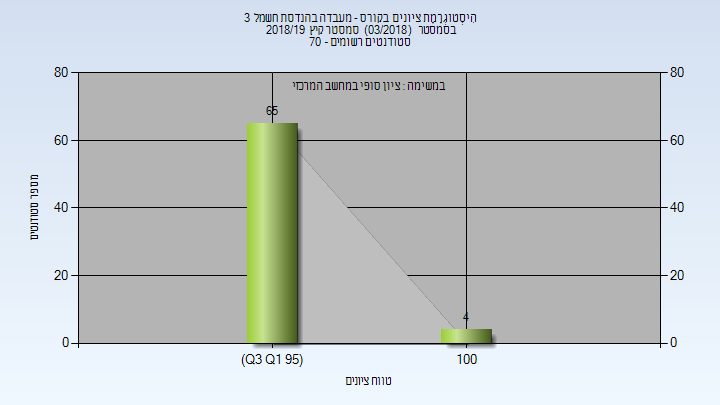 היסטוגרמת ציונים בקורס - מעבדה בהנדסת חשמל 3
בסמסטר (03/2018) סמסטר קיץ 2018/19
סטודנטים רשומים - 70
במשימה : ציון סופי במחשב המרכזי
80
60
40
20
0
80
60
40
20
0
65
4
מספר סטודנטים
(Q3 Q1 95)
100
טווח ציונים